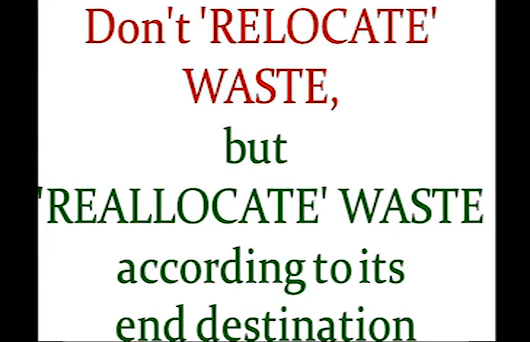 Don't 'RELOCATE'
WASTE,
but
'REALLOCATE' WASTE
according to its
end destination